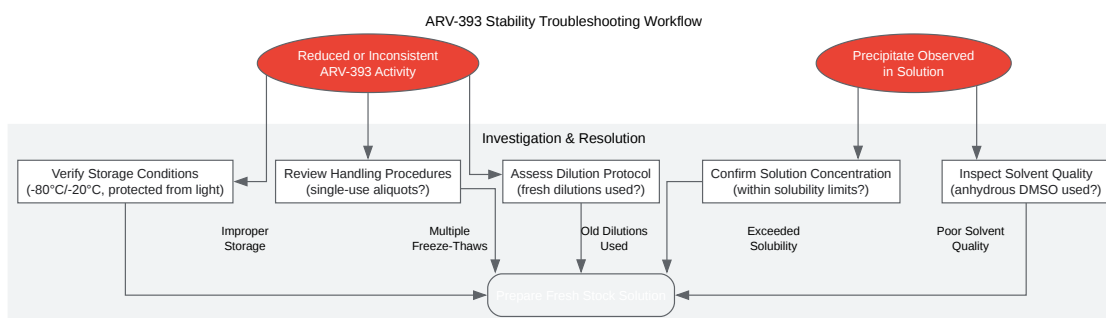 ARV-393 Stability Troubleshooting Workflow
Reduced or Inconsistent
ARV-393 Activity
Precipitate Observed
in Solution
Investigation & Resolution
Verify Storage Conditions
(-80°C/-20°C, protected from light)
Review Handling Procedures
(single-use aliquots?)
Assess Dilution Protocol
(fresh dilutions used?)
Confirm Solution Concentration
(within solubility limits?)
Inspect Solvent Quality
(anhydrous DMSO used?)
Improper
Storage
Multiple
Freeze-Thaws
Old Dilutions
Used
Exceeded
Solubility
Poor Solvent
Quality
Prepare Fresh Stock Solution